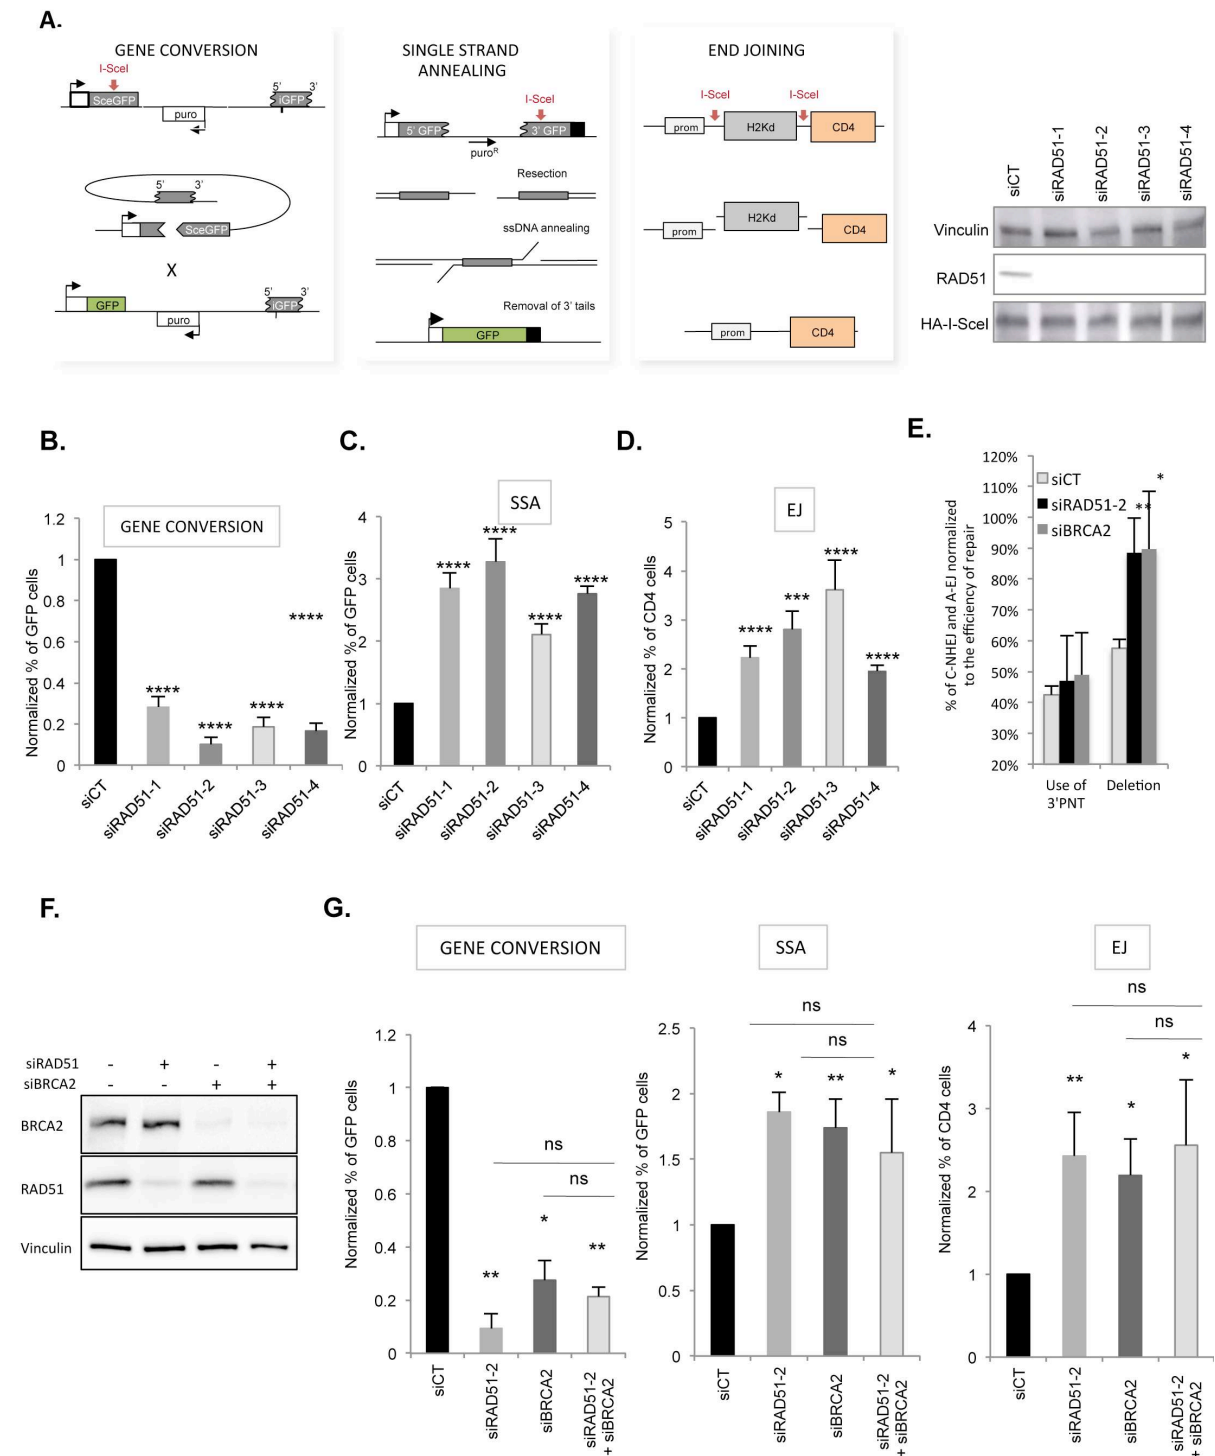 A.
GENE CONVERSION
I-SceI
SceGFP
puro
5' 3'
iGFP
5' 3'
SceGFP
X
GFP
puro
5' 3'
iGFP
SINGLE STRAND
ANNEALING
I-SceI
5' GFP
3' GFP
puroR
Resection
ssDNA annealing
Removal of 3' tails
GFP
END JOINING
I-SceI I-SceI
prom H2Kd CD4
prom H2Kd CD4
prom CD4
siCT siRAD51-1 siRAD51-2 siRAD51-3 siRAD51-4
Vinculin
RAD51
HA-I-SceI
B.
GENE CONVERSION
Normalized % of GFP cells
1.2
1
0.8
0.6
0.4
0.2
0
**** **** **** ****
siCT siRAD51-1 siRAD51-2 siRAD51-3 siRAD51-4
C.
SSA
Normalized % of GFP cells
4
3
2
1
0
**** **** **** ****
siCT siRAD51-1 siRAD51-2 siRAD51-3 siRAD51-4
D.
EJ
Normalized % of CD4 cells
5
4
3
2
1
0
**** *** **** ****
siCT siRAD51-1 siRAD51-2 siRAD51-3 siRAD51-4
E.
% of C-NHEJ and A-EJ normalized
to the efficiency of repair
120%
110%
100%
90%
80%
70%
60%
50%
40%
30%
20%
siCT
siRAD51-2
siBRCA2
** *
Use of
3'PNT
Deletion
F.
siRAD51 - + - +
siBRCA2 - - + +
BRCA2
RAD51
Vinculin
G.
GENE CONVERSION
Normalized % of GFP cells
1.2
1
0.8
0.6
0.4
0.2
0
ns
ns
** * **
siCT siRAD51-2 siBRCA2 siRAD51-2
+ siBRCA2
SSA
Normalized % of GFP cells
2.5
2
1.5
1
0.5
0
ns
ns
* ** *
siCT siRAD51-2 siBRCA2 siRAD51-2
+ siBRCA2
EJ
Normalized % of CD4 cells
4
3
2
1
0
ns
ns
** * *
siCT siRAD51-2 siBRCA2 siRAD51-2
+ siBRCA2